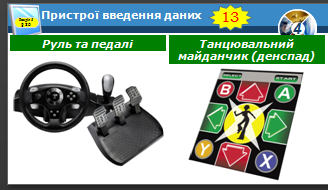 Пристрої введення даних
13
4
Руль та педалі
Танцювальний
майданчик (денспад)
SELECT
START
B
A
Y
X